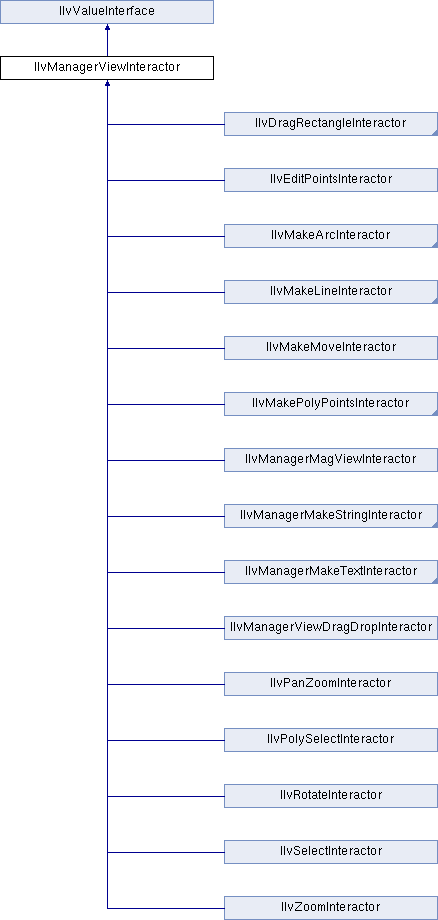 IlvValueInterface
IlvManagerViewInteractor
IlvDragRectangleInteractor
IlvEditPointsInteractor
IlvMakeArcInteractor
IlvMakeLineInteractor
IlvMakeMoveInteractor
IlvMakePolyPointsInteractor
IlvManagerMagViewInteractor
IlvManagerMakeStringInteractor
IlvManagerMakeTextInteractor
IlvManagerViewDragDropInteractor
IlvPanZoomInteractor
IlvPolySelectInteractor
IlvRotateInteractor
IlvSelectInteractor
IlvZoomInteractor